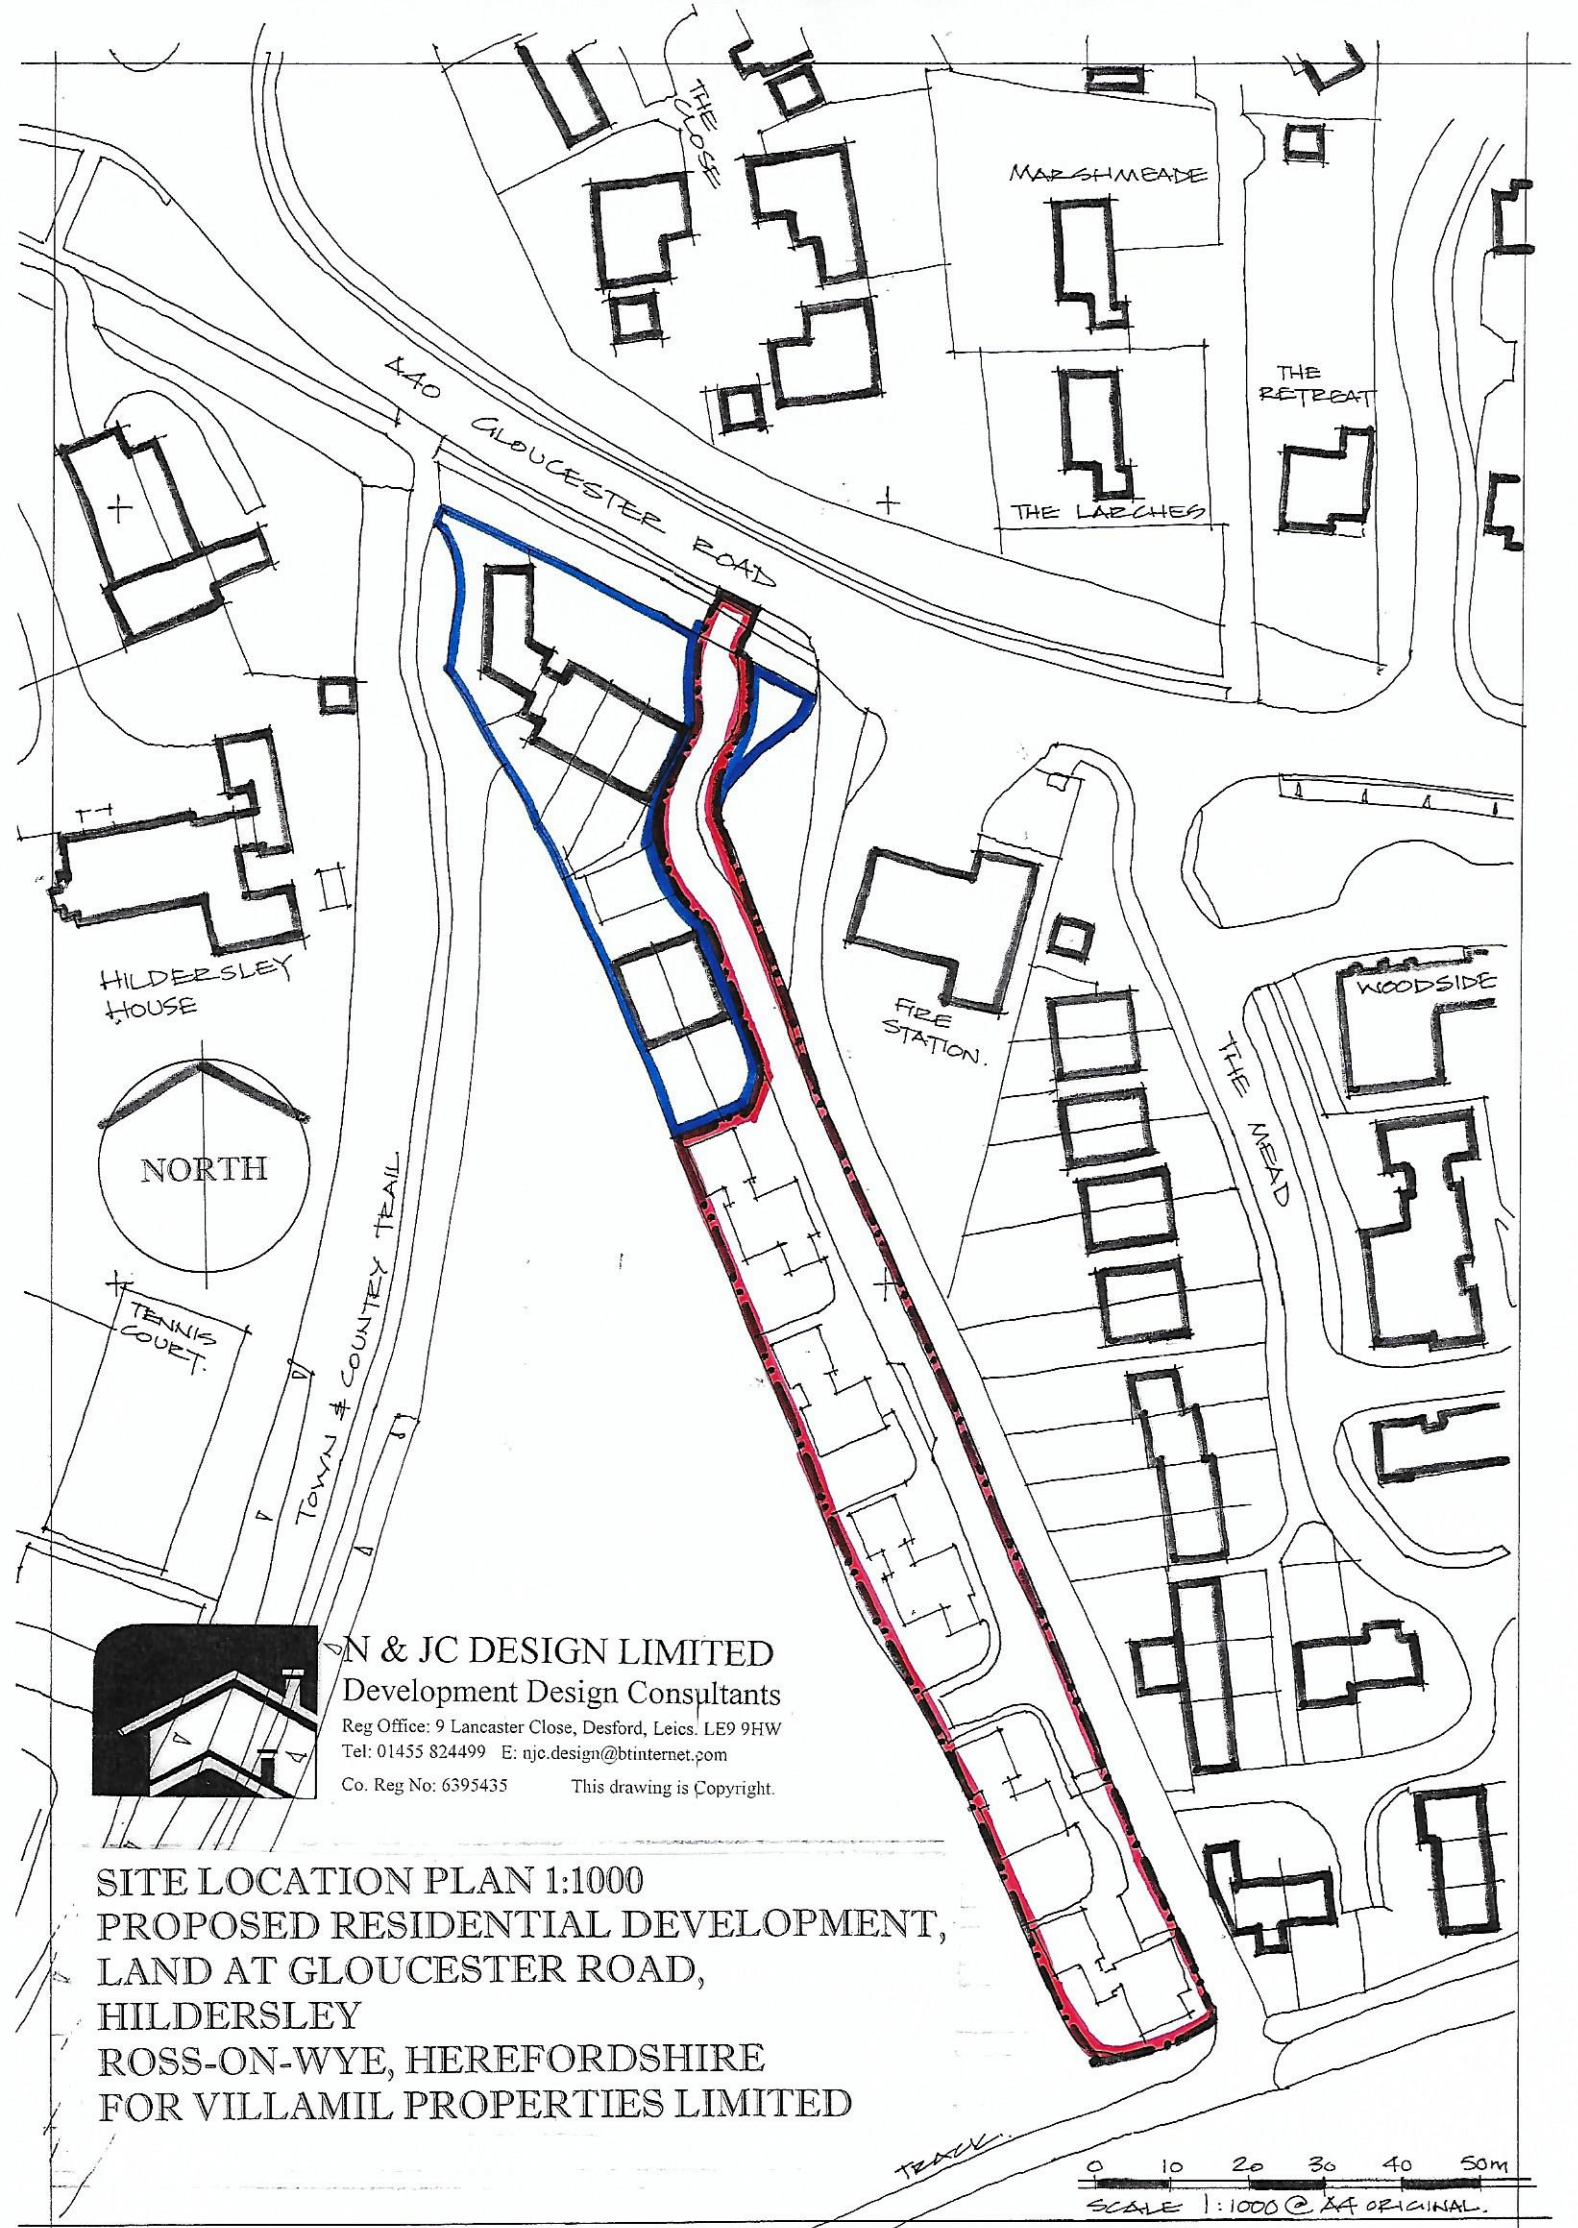 THE
CLOSE
MARSHMEADE
A40 GLOUCESTER ROAD
THE
RETREAT
THE LARCHES
HILDERSLEY
HOUSE
FIRE
STATION.
WOODSIDE
THE MEAD
NORTH
TOWN & COUNTRY TRAIL
TENNIS
COURT.
N & JC DESIGN LIMITED
Development Design Consultants
Reg Office: 9 Lancaster Close, Desford, Leics. LE9 9HW
Tel: 01455 824499 E: njc.design@btinternet.com
Co. Reg No: 6395435 This drawing is Copyright.
SITE LOCATION PLAN 1:1000
PROPOSED RESIDENTIAL DEVELOPMENT,
LAND AT GLOUCESTER ROAD,
HILDERSLEY
ROSS-ON-WYE, HEREFORDSHIRE
FOR VILLAMIL PROPERTIES LIMITED
TRACK..
0 10 20 30 40 50m
SCALE 1:1000 @ A4 ORIGINAL.